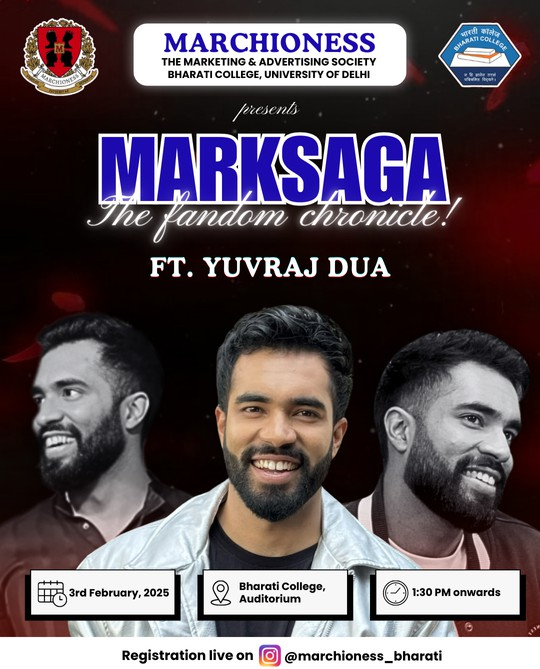 MARCHIONESS
THE MARKETING & ADVERTISING SOCIETY
BHARATI COLLEGE, UNIVERSITY OF DELHI
M
MARCHIONESS
भारती कॉलेज
BHARATI COLLEGE
presents
MARKSAGA
The fandom chronicle!
FT. YUVRAJ DUA
3rd February, 2025
Bharati College,
Auditorium
1:30 PM onwards
Registration live on @marchioness_bharati